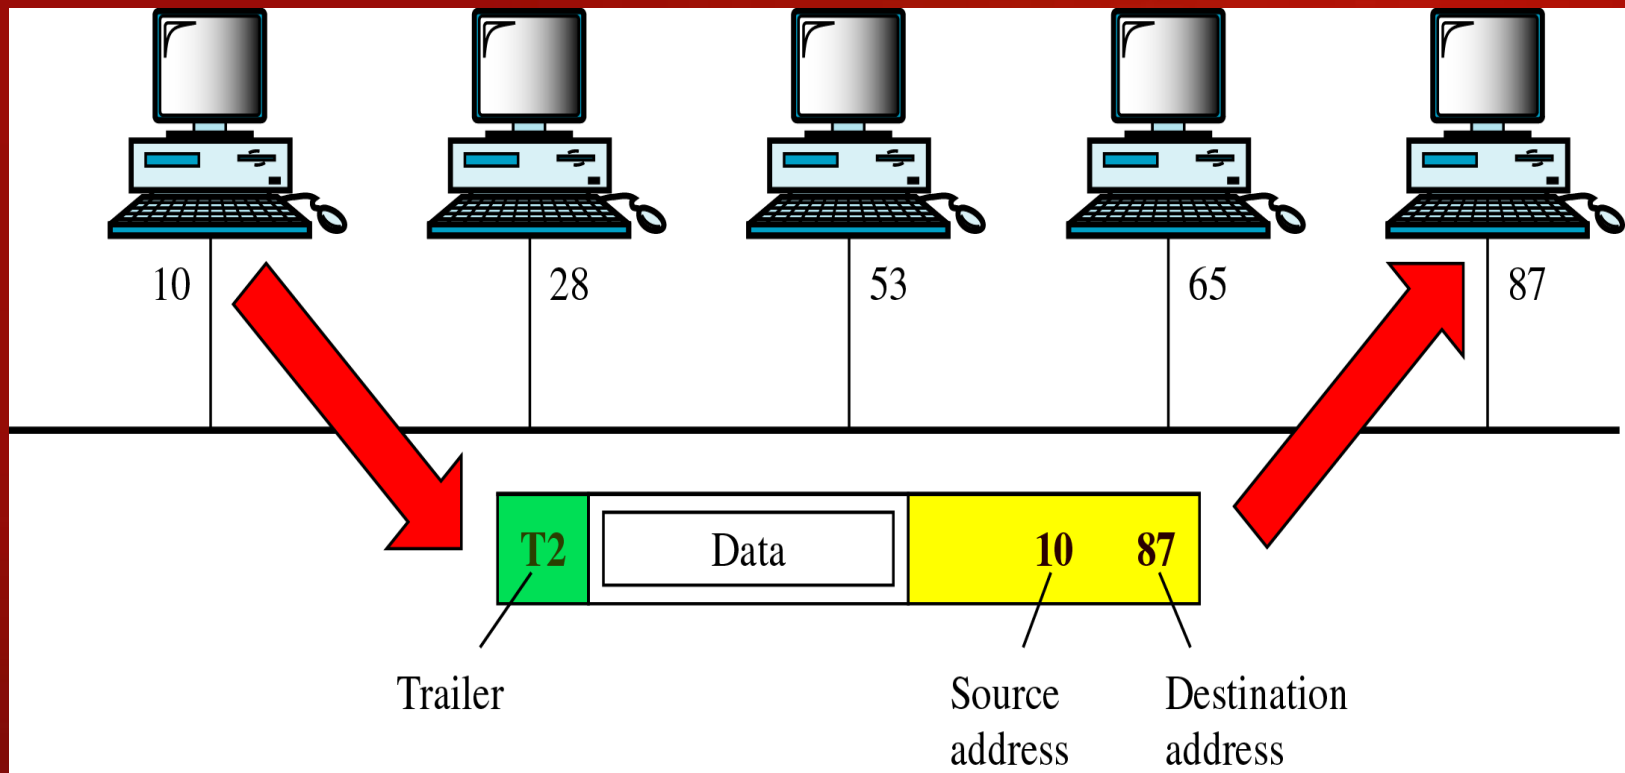 10
28
53
65
87
T2
Data
10
87
Trailer
Source
address
Destination
address